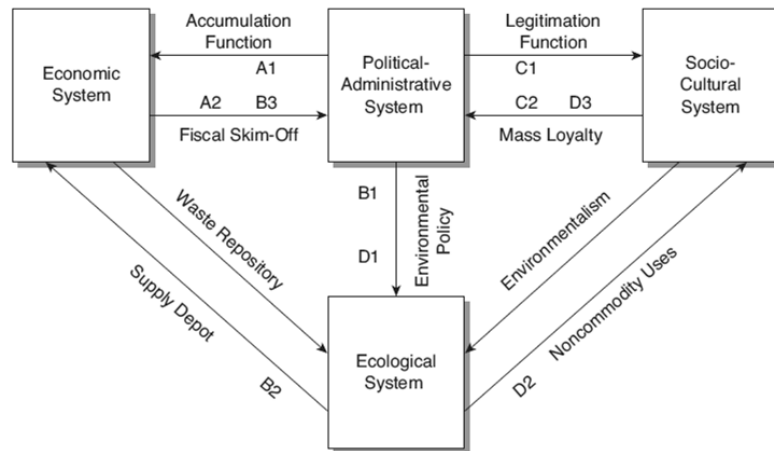 Accumulation
Function
Legitimation
Function
Economic
System
A1
Political-
Administrative
System
C1
Socio-
Cultural
System
A2 B3
C2 D3
Fiscal Skim-Off
Mass Loyalty
B1
D1
Environmental
Policy
Waste Repository
Supply Depot
B2
Environmentalism
Noncommodity Uses
D2
Ecological
System